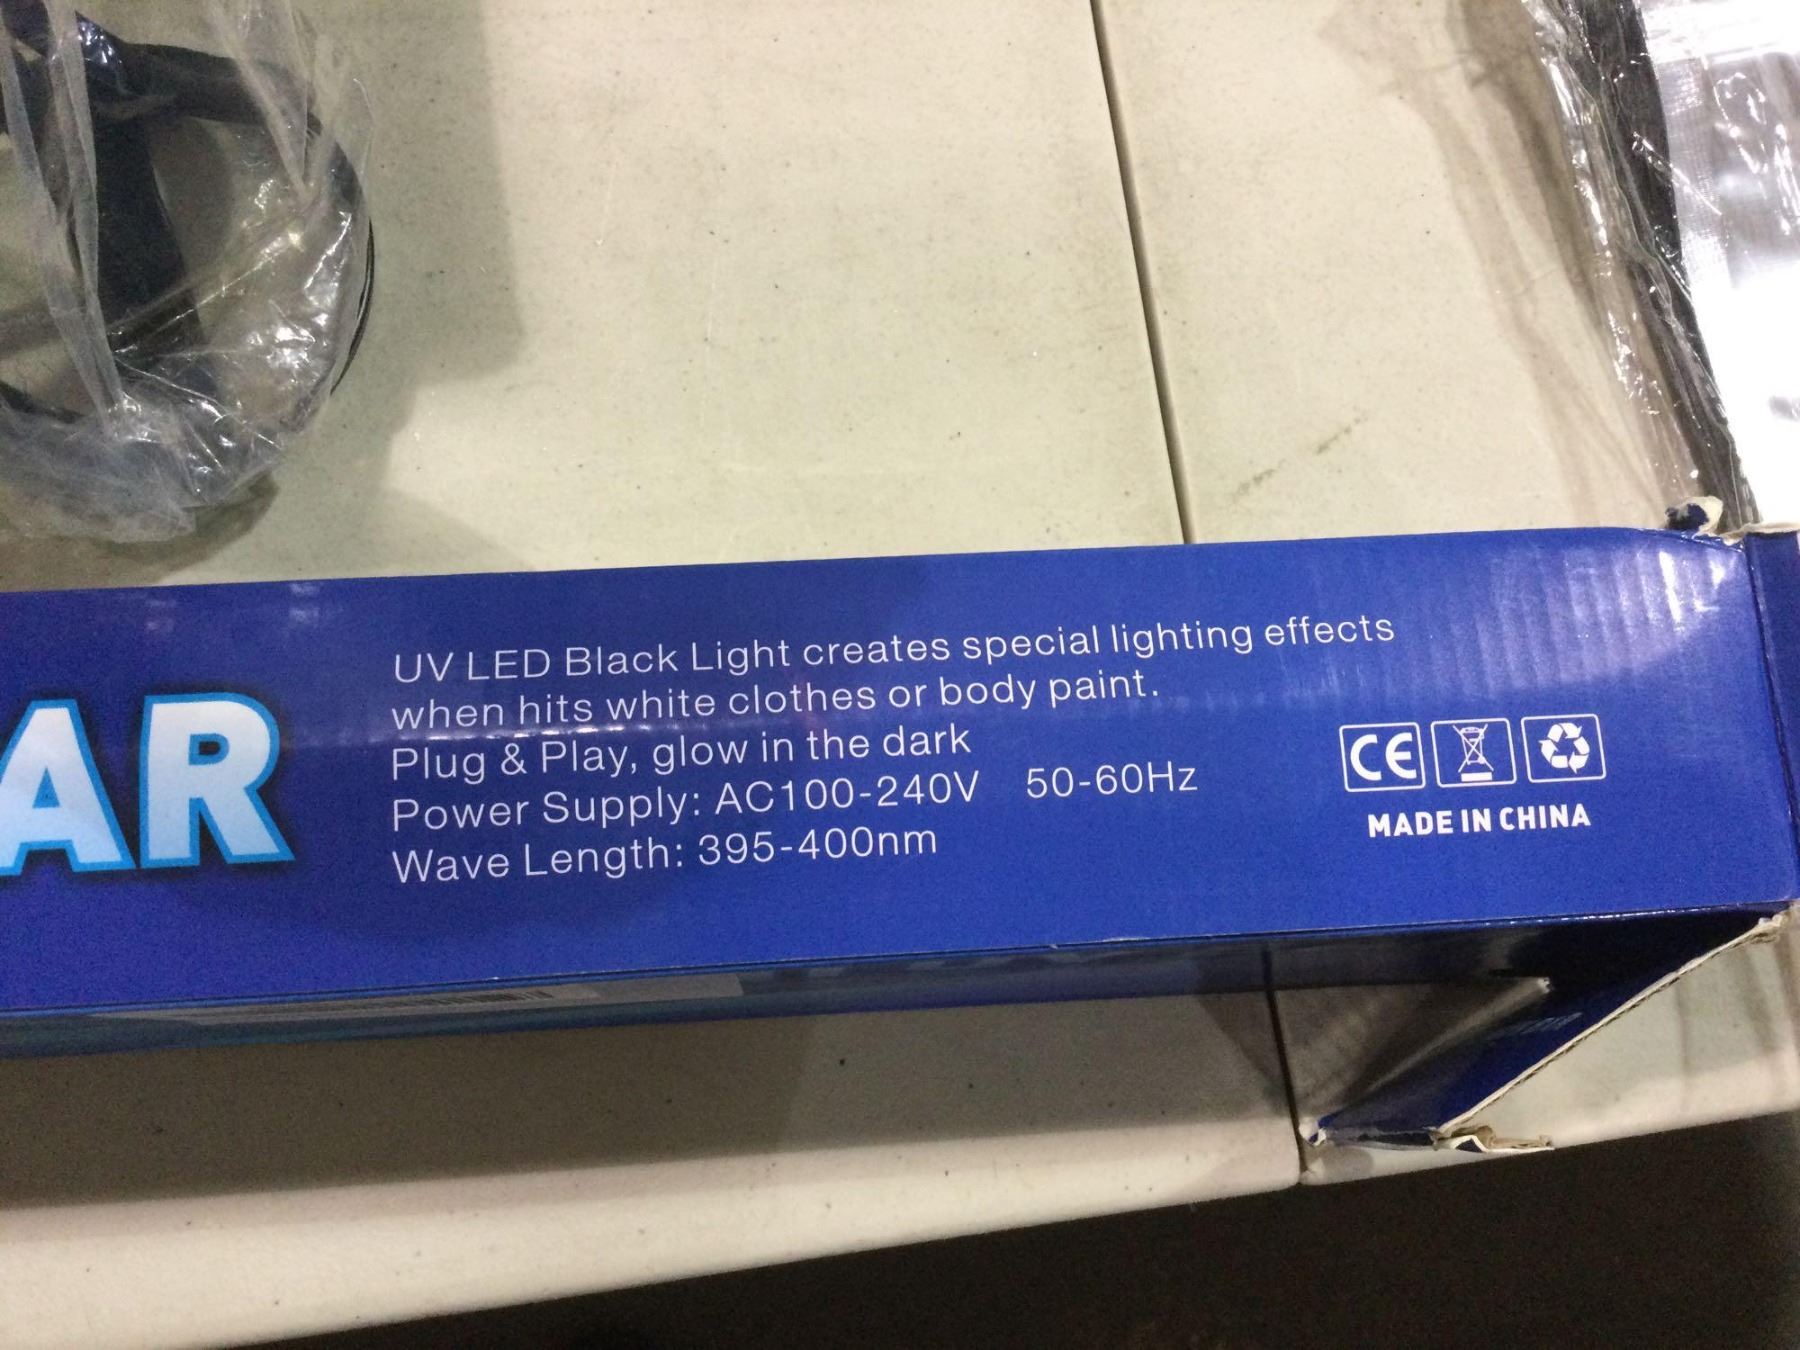 AR
UV LED Black Light creates special lighting effects
when hits white clothes or body paint.
Plug & Play, glow in the dark
Power Supply: AC100-240V 50-60Hz
Wave Length: 395-400nm
CE
MADE IN CHINA